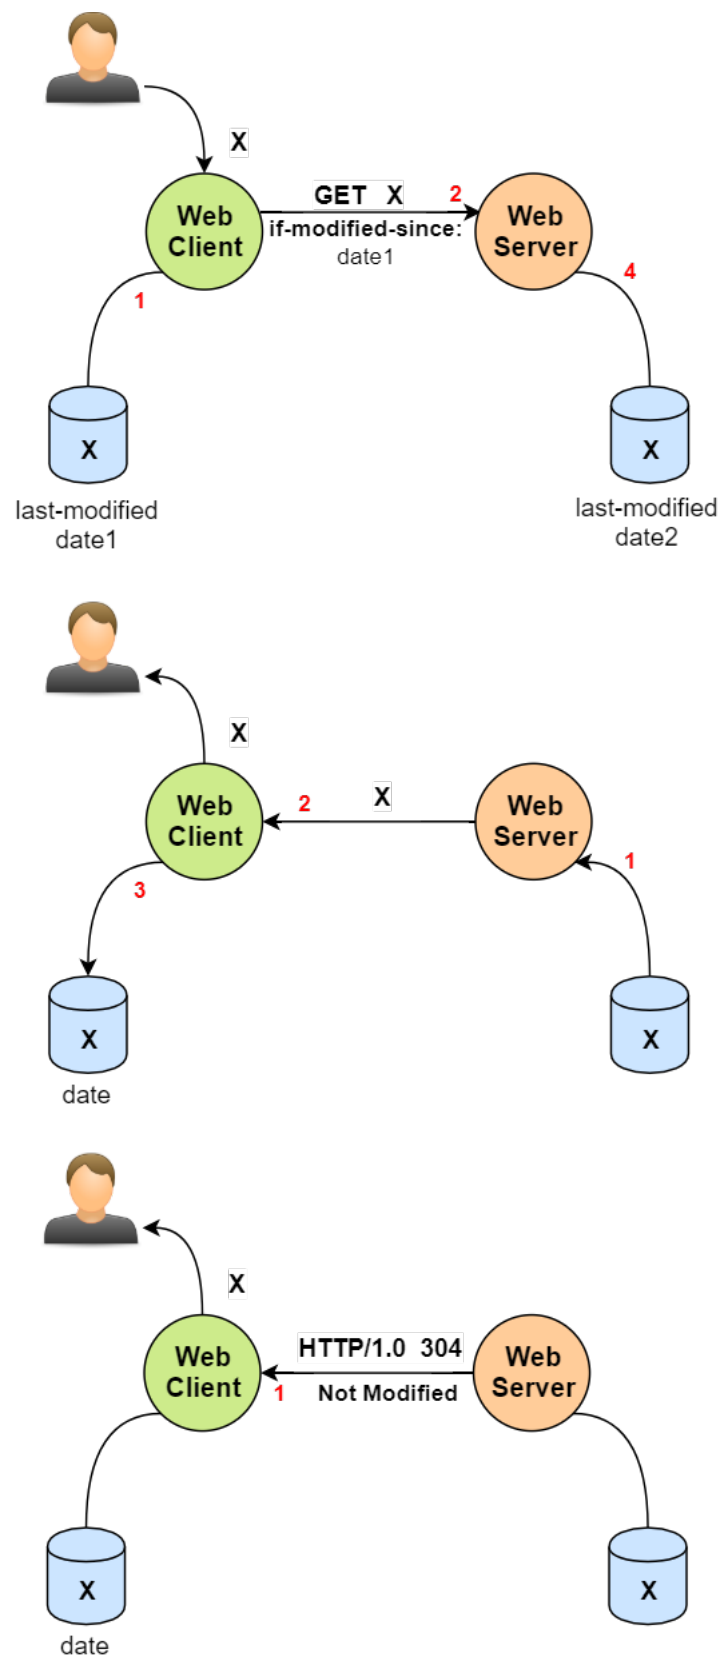 X
GET X 2
Web
Client
if-modified-since:
date1
Web
Server
1
4
X
X
last-modified
date1
last-modified
date2
X
2 X
Web
Client
Web
Server
3
1
X
X
date
X
HTTP/1.0 304
Web
Client
1 Not Modified
Web
Server
X
X
date